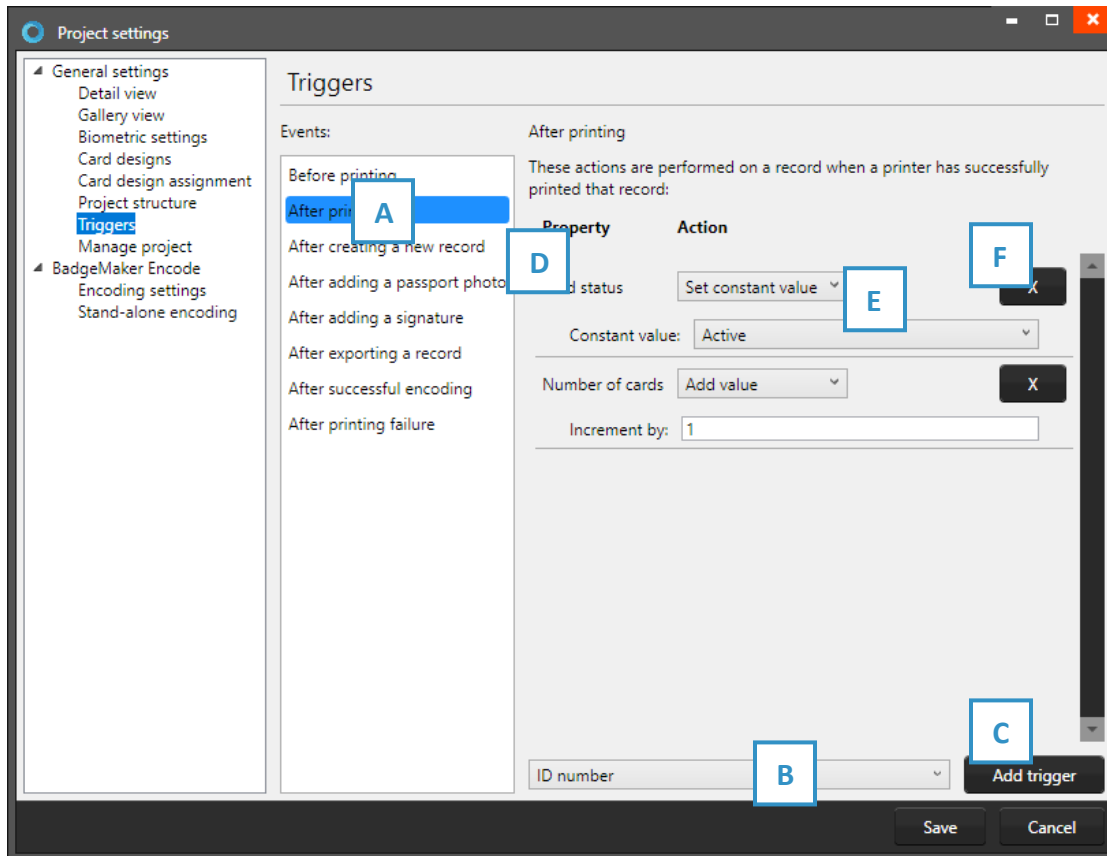 Project settings
General settings
Detail view
Gallery view
Biometric settings
Card designs
Card design assignment
Project structure
Triggers
Manage project
BadgeMaker Encode
Encoding settings
Stand-alone encoding
Triggers
Events:
Before printing
After prin
A
After creating a new record
After adding a passport photo
After adding a signature
After exporting a record
After successful encoding
After printing failure
After printing
These actions are performed on a record when a printer has successfully
printed that record:
Property Action
D
F
status Set constant value X
E
Constant value: Active
Number of cards Add value X
Increment by: 1
C
ID number B Add trigger
Save Cancel